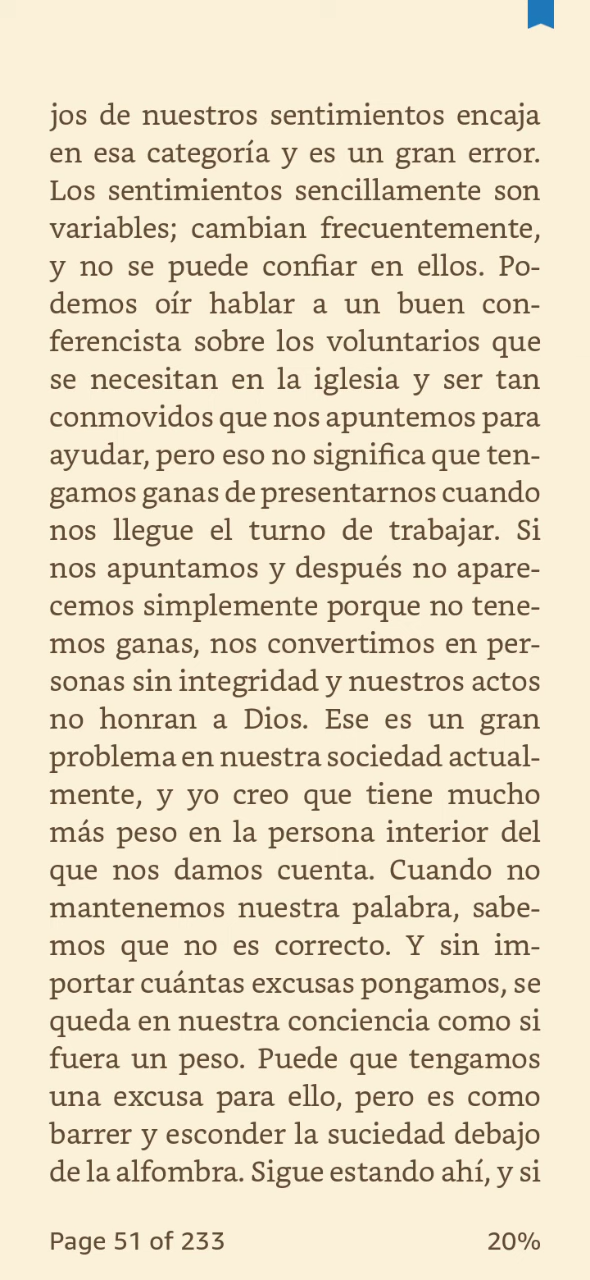 jos de nuestros sentimientos encaja
en esa categoría y es un gran error.
Los sentimientos sencillamente son
variables; cambian frecuentemente,
y no se puede confiar en ellos. Po-
demos oír hablar a un buen con-
ferencista sobre los voluntarios que
se necesitan en la iglesia y ser tan
conmovidos que nos apuntemos para
ayudar, pero eso no significa que ten-
gamos ganas de presentarnos cuando
nos llegue el turno de trabajar. Si
nos apuntamos y después no apare-
cemos simplemente porque no tene-
mos ganas, nos convertimos en per-
sonas sin integridad y nuestros actos
no honran a Dios. Ese es un gran
problema en nuestra sociedad actual-
mente, y yo creo que tiene mucho
más peso en la persona interior del
que nos damos cuenta. Cuando no
mantenemos nuestra palabra, sabe-
mos que no es correcto. Y sin im-
portar cuántas excusas pongamos, se
queda en nuestra conciencia como si
fuera un peso. Puede que tengamos
una excusa para ello, pero es como
barrer y esconder la suciedad debajo
de la alfombra. Sigue estando ahí, y si
Page 51 of 233 20%